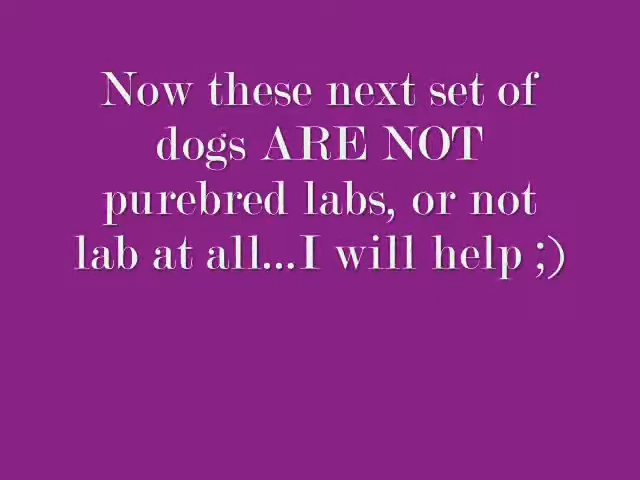 Now these next set of
dogs ARE NOT
purebred labs, or not
lab at all...I will help ;)